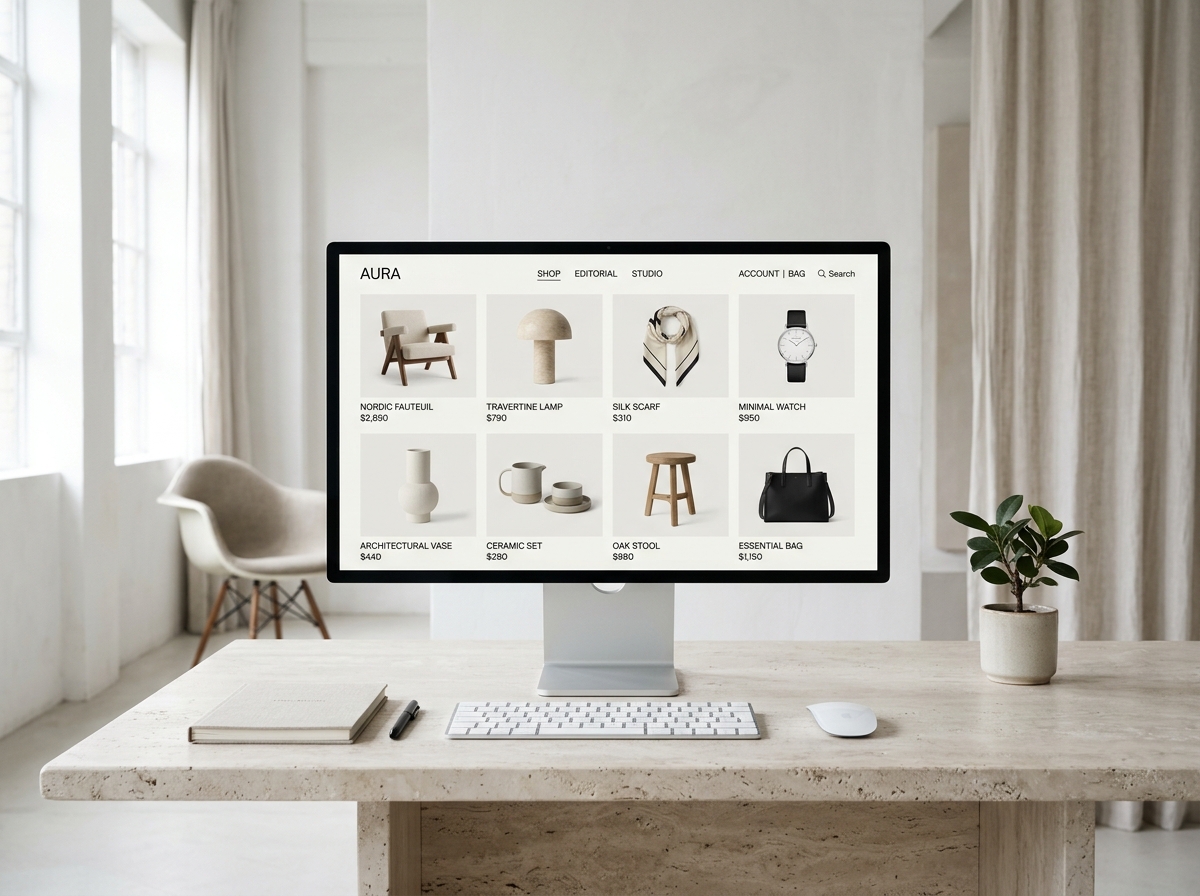 AURA
SHOP EDITORIAL STUDIO
ACCOUNT | BAG Search
NORDIC FAUTEUIL
$2,890
TRAVERTINE LAMP
$790
SILK SCARF
$310
MINIMAL WATCH
$950
ARCHITECTURAL VASE
$440
CERAMIC SET
$280
OAK STOOL
$980
ESSENTIAL BAG
$1,150